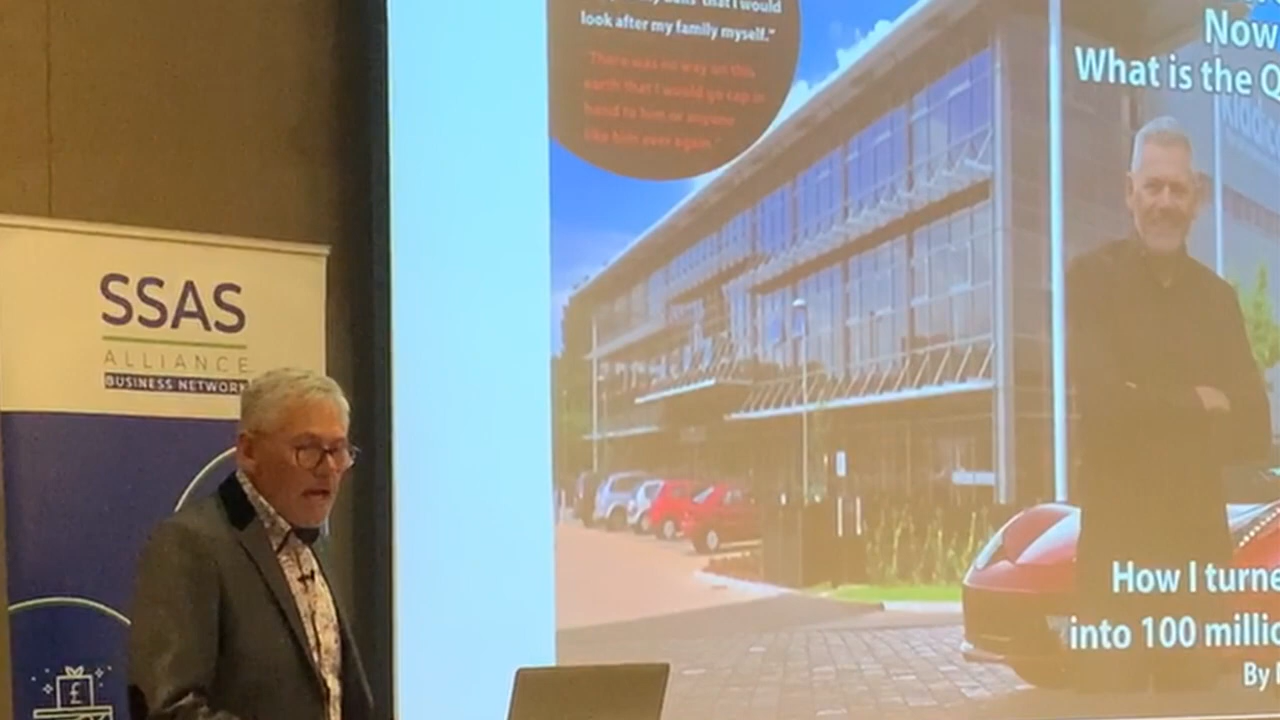 SSAS
ALLIANCE
BUSINESS NETWORK
£
that I would
look after my family myself."
"There was no way on this
earth that I would go cap in
hand to him or anyone
like him ever again."
Now
What is the Q
How I turne
into 100 millio
By